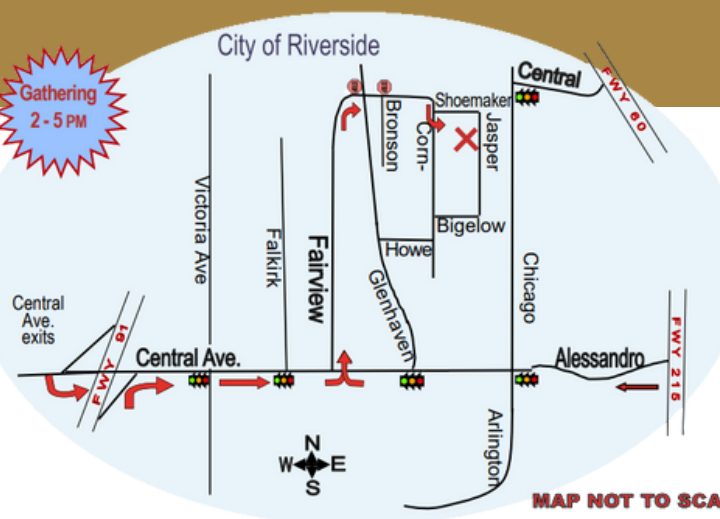 City of Riverside
Gathering
2 - 5 PM
Central
FWY 60
Shoemaker
Bronson
Corn-
Jasper
Victoria Ave
Falkirk
Fairview
Howe
Bigelow
Glenhaven
Chicago
Central
Ave.
exits
FWY 91
Central Ave.
Alessandro
FWY 215
Arlington
N
W E
S
MAP NOT TO SCA